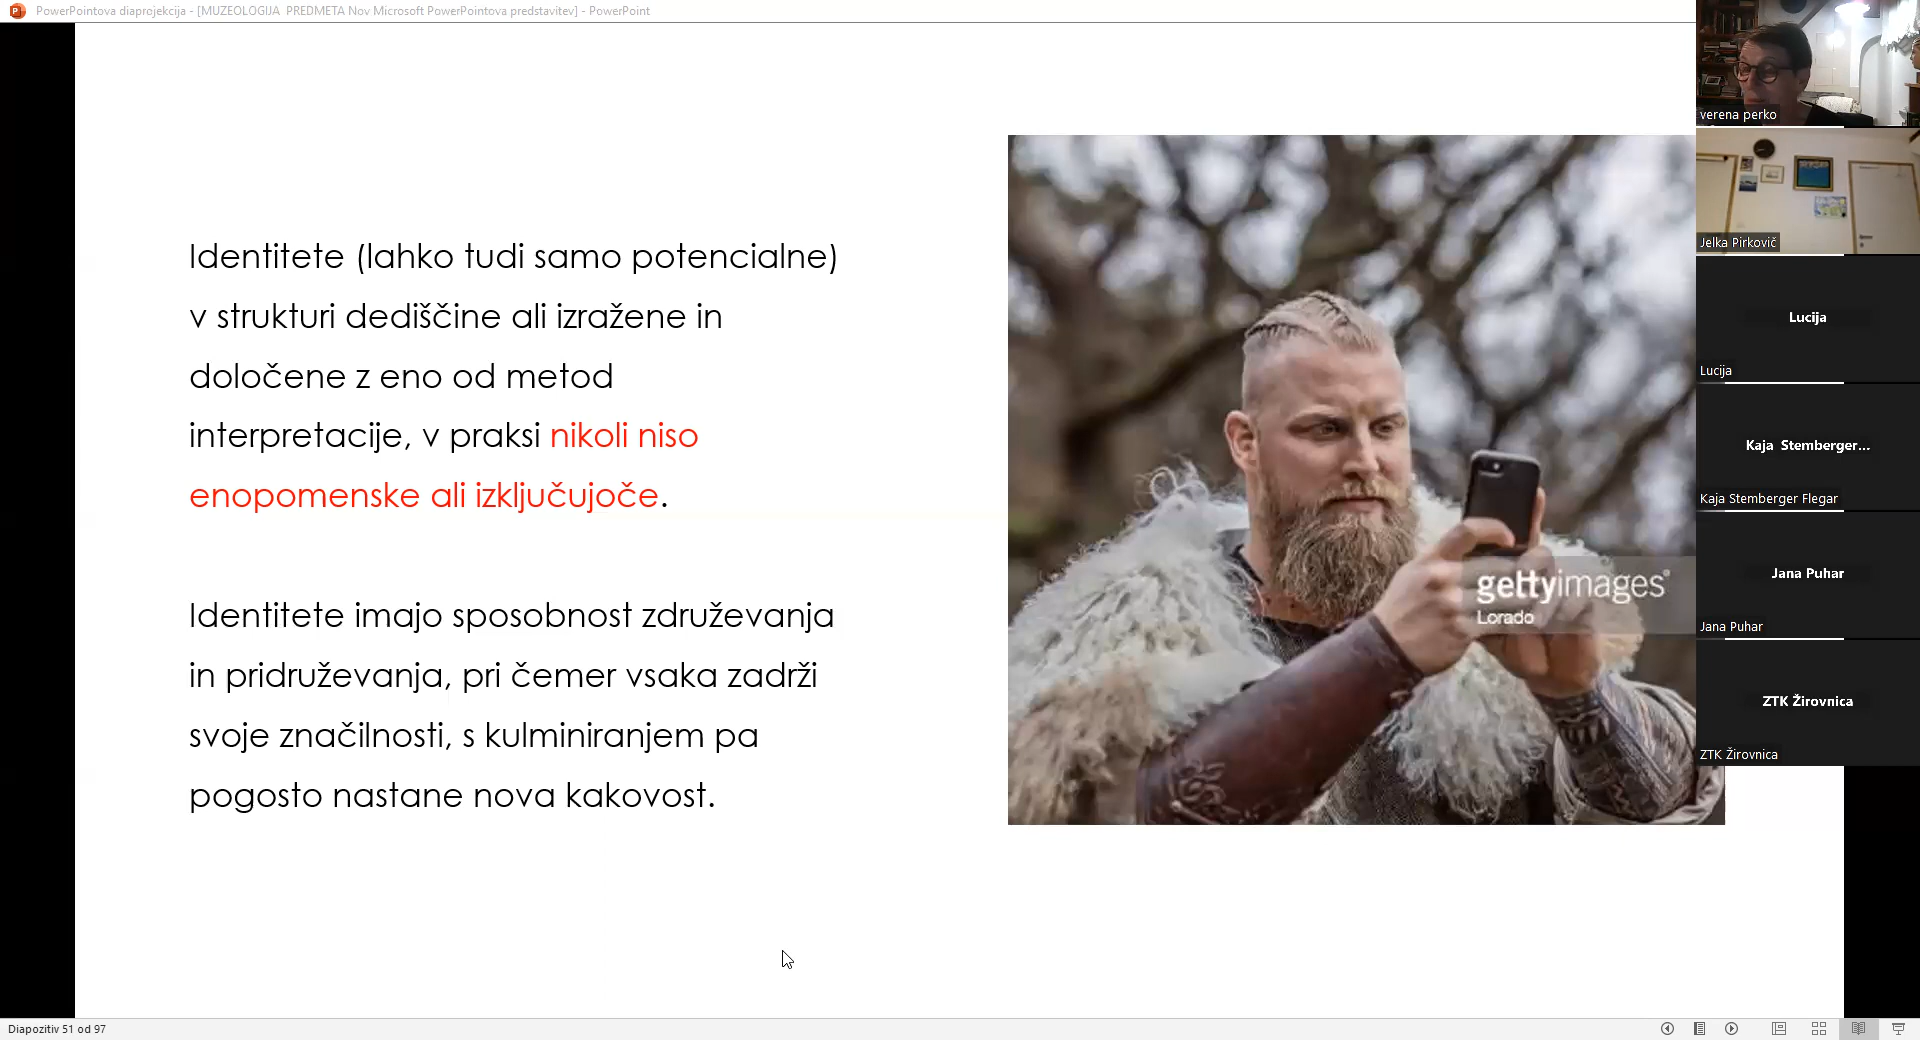 PowerPointova diaprojekcija - [MUZEOLOGIJA  PREDMETA Nov Microsoft PowerPointova predstavitev] - PowerPoint
Identitete (lahko tudi samo potencialne)
v strukturi dediščine ali izražene in
določene z eno od metod
interpretacije, v praksi nikoli niso
enopomenske ali izključujoče.
Identitete imajo sposobnost združevanja
in pridruževanja, pri čemer vsaka zadrži
svoje značilnosti, s kulminiranjem pa
pogosto nastane nova kakovost.
gettyimages®
Lorado
verena perko
Jelka Pirkovič
Lucija
Lucija
Kaja Stemberger...
Kaja Stemberger Flegar
Jana Puhar
Jana Puhar
ZTK Žirovnica
ZTK Žirovnica
Diapozitiv 51 od 97